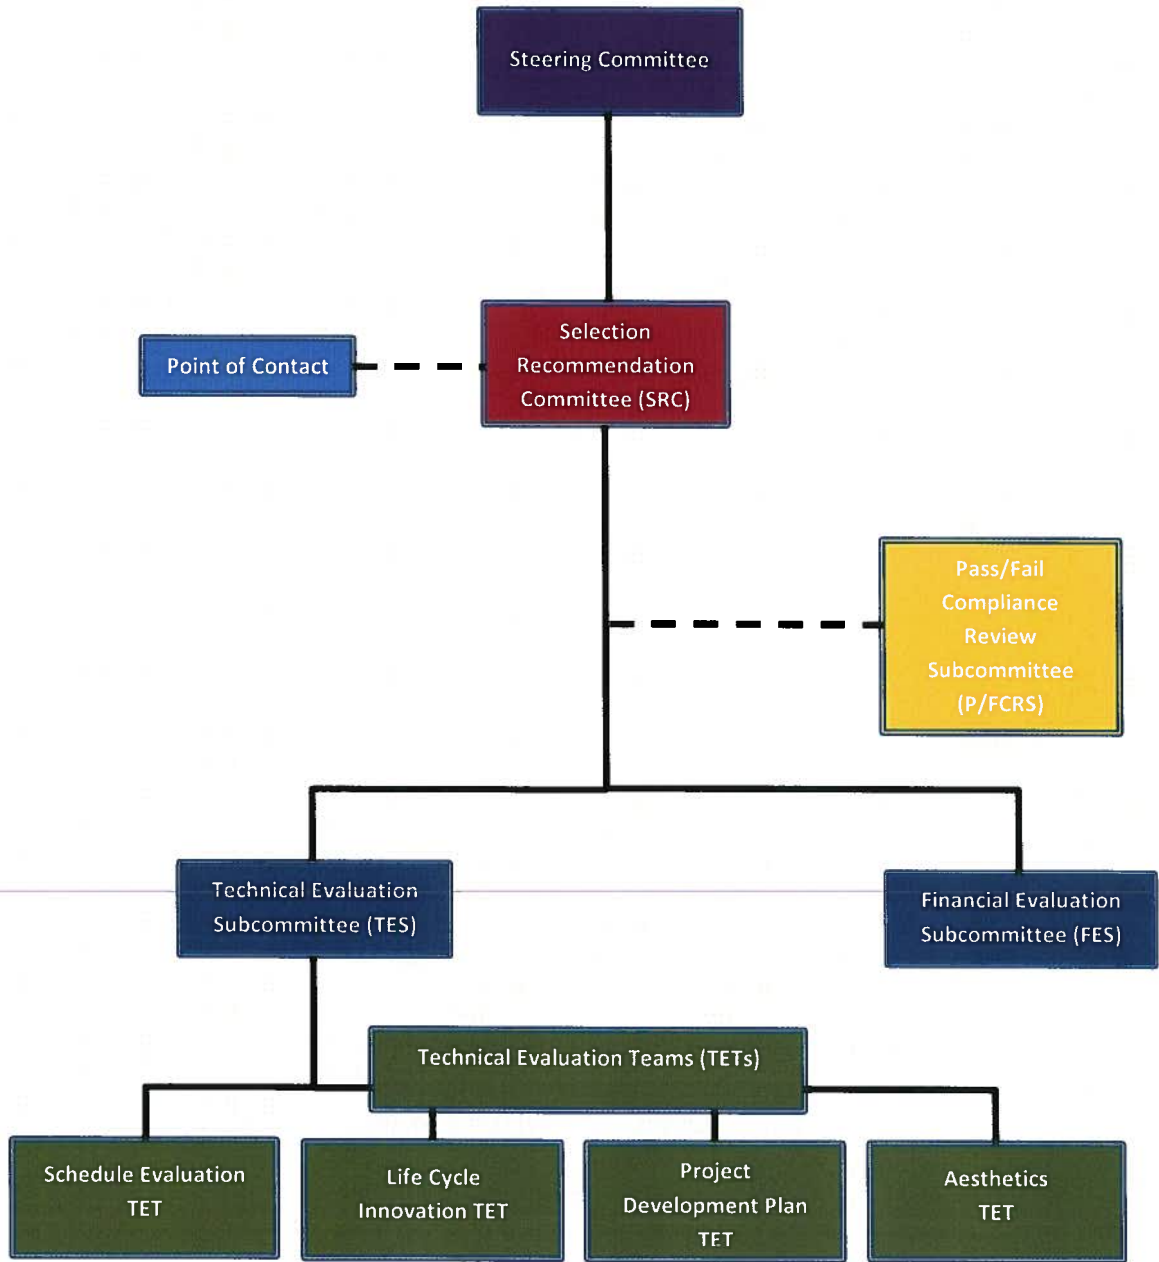 Steering Committee
Selection
Recommendation
Committee (SRC)
Point of Contact
Pass/Fail
Compliance
Review
Subcommittee
(P/FCRS)
Technical Evaluation
Subcommittee (TES)
Financial Evaluation
Subcommittee (FES)
Technical Evaluation Teams (TETs)
Schedule Evaluation
TET
Life Cycle
Innovation TET
Project
Development Plan
TET
Aesthetics
TET